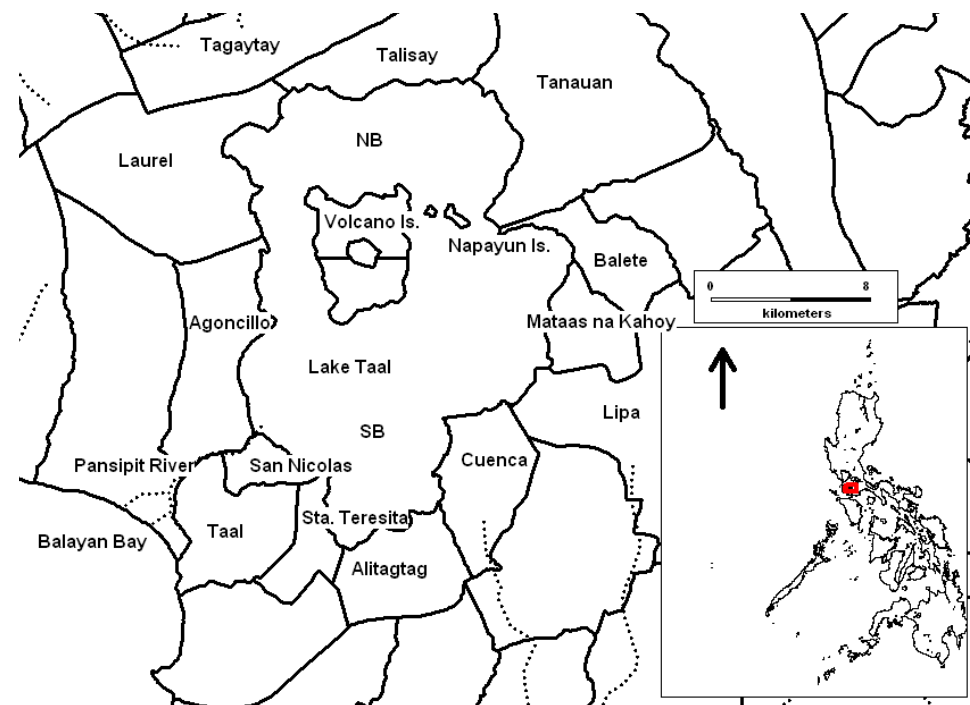 Tagaytay
Talisay
Tanauan
NB
Laurel
Volcano Is.
Napayun Is.
Balete
0 8
kilometers
Agoncillo
Mataas na Kahoy
Lake Taal
Lipa
SB
Pansipit River
San Nicolas
Cuenca
Sta. Teresita
Taal
Balayan Bay
Alitagtag